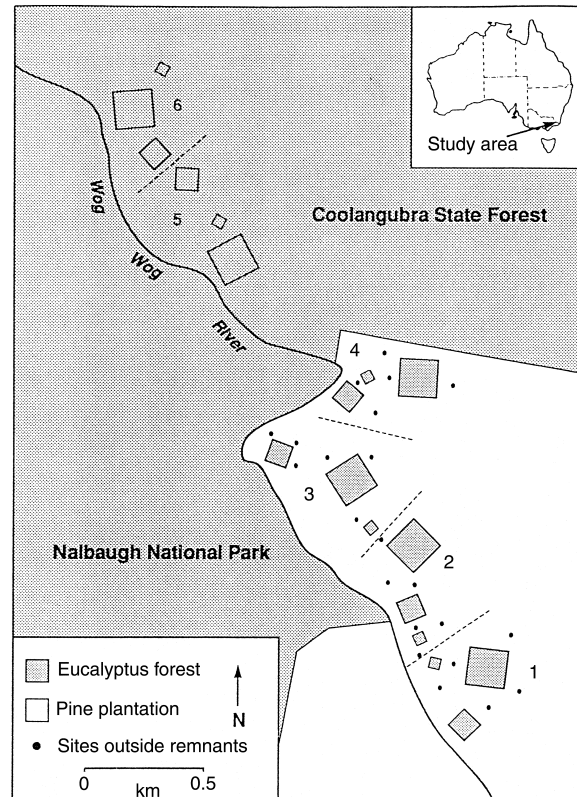 Study area
6
5
Wog
Wog
River
Coolangubra State Forest
4
3
Nalbaugh National Park
2
1
Eucalyptus forest
Pine plantation
Sites outside remnants
N
0 0.5
km